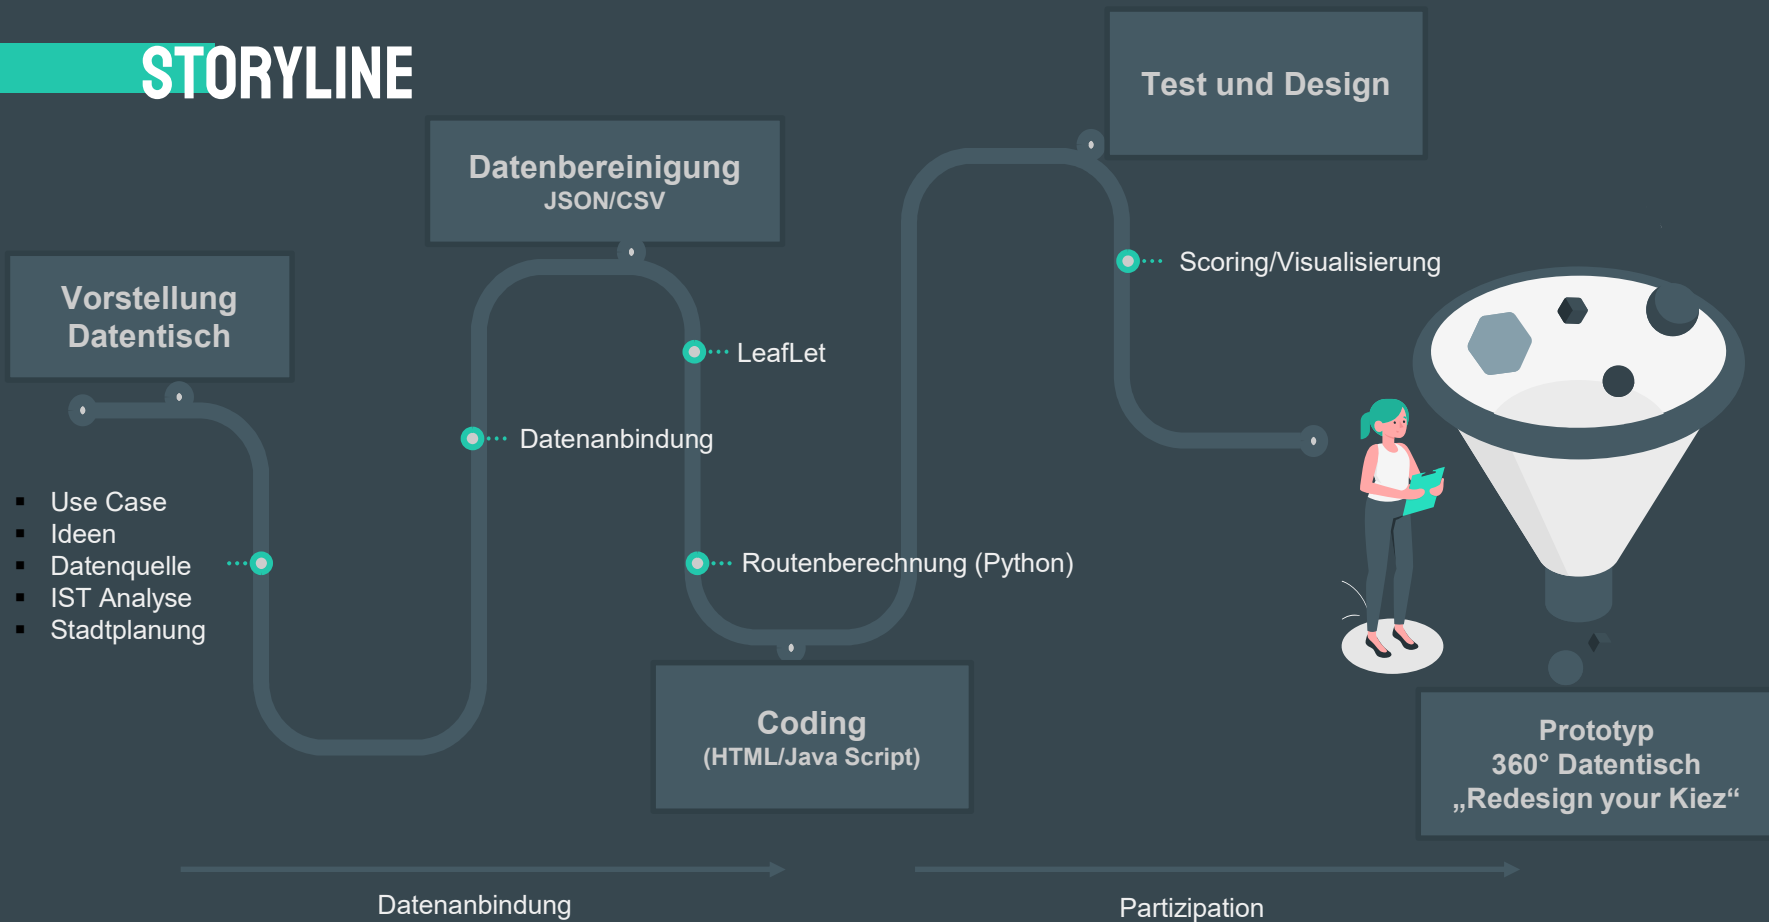 STORYLINE
Vorstellung
Datentisch
Use Case
Ideen
Datenquelle
IST Analyse
Stadtplanung
Datenbereinigung
JSON/CSV
Datenanbindung
LeafLet
Routenberechnung (Python)
Coding
(HTML/Java Script)
Test und Design
Scoring/Visualisierung
Prototyp
360° Datentisch
„Redesign your Kiez“
Datenanbindung
Partizipation